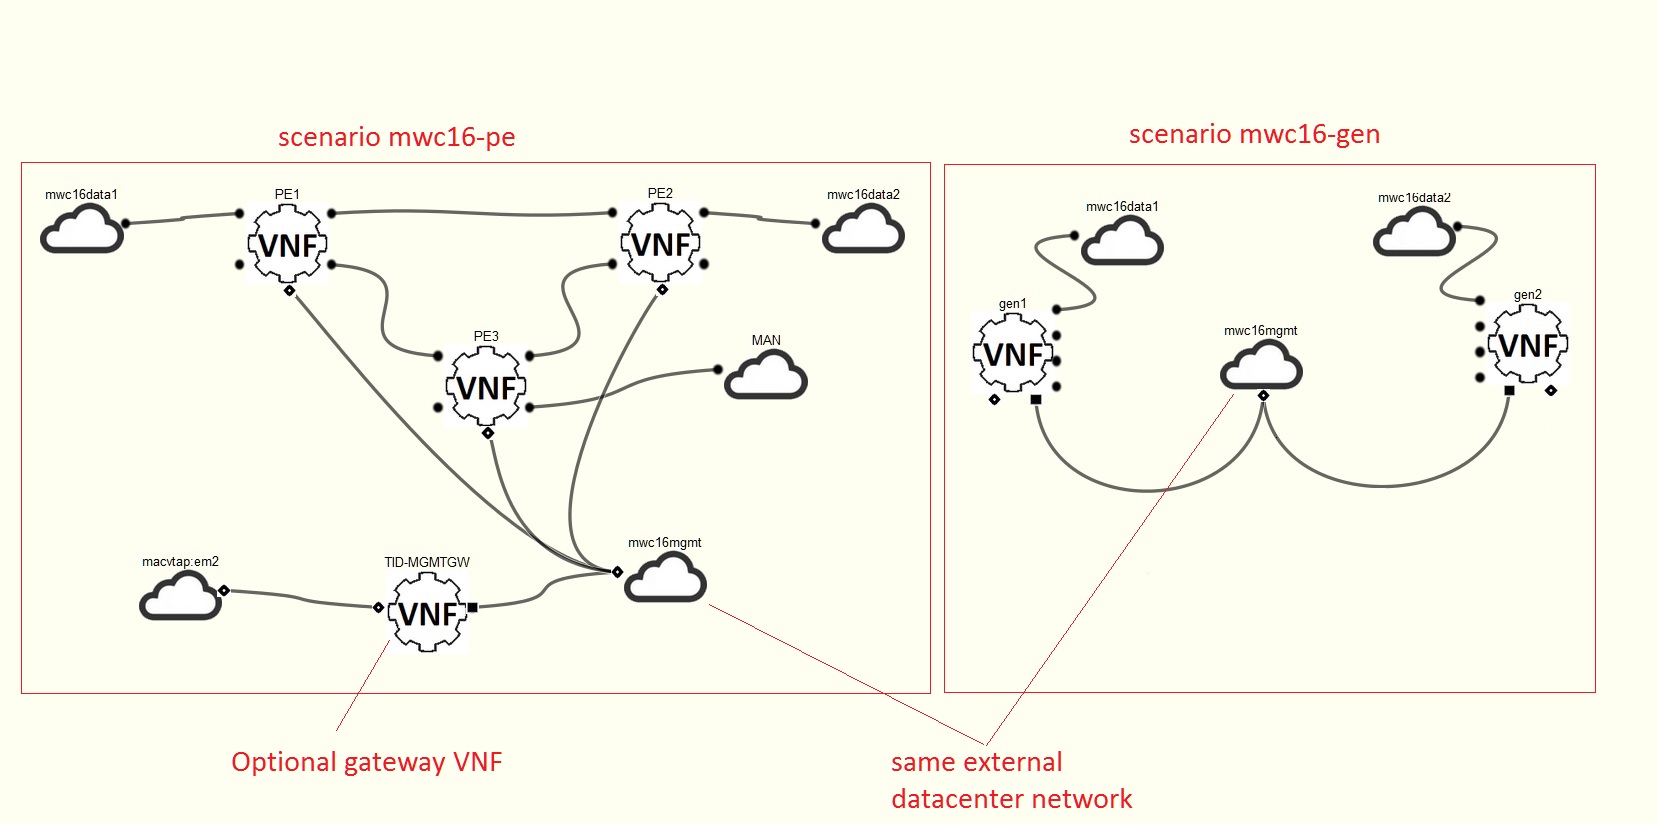 scenario mwc16-pe
scenario mwc16-gen
mwc16data1
PE1
VNF
PE2
VNF
mwc16data2
PE3
VNF
MAN
macvtap:em2
TID-MGMTGW
VNF
mwc16mgmt
mwc16data1
mwc16data2
gen1
VNF
mwc16mgmt
gen2
VNF
Optional gateway VNF
same external
datacenter network